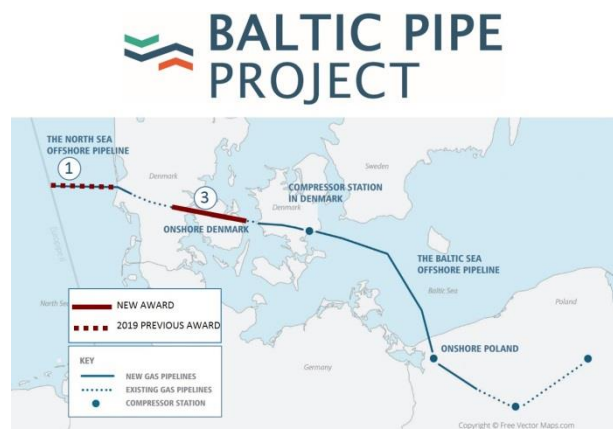 BALTIC PIPE
PROJECT
THE NORTH SEA
OFFSHORE PIPELINE
1
Denmark
3
Denmark
Sweden
COMPRESSOR STATION
IN DENMARK
ONSHORE DENMARK
THE BALTIC SEA
OFFSHORE PIPELINE
North Sea
Baltic Sea
Poland
NEW AWARD
2019 PREVIOUS AWARD
ONSHORE POLAND
Germany
KEY
NEW GAS PIPELINES
EXISTING GAS PIPELINES
COMPRESSOR STATION
Copyright © Free Vector Maps.com